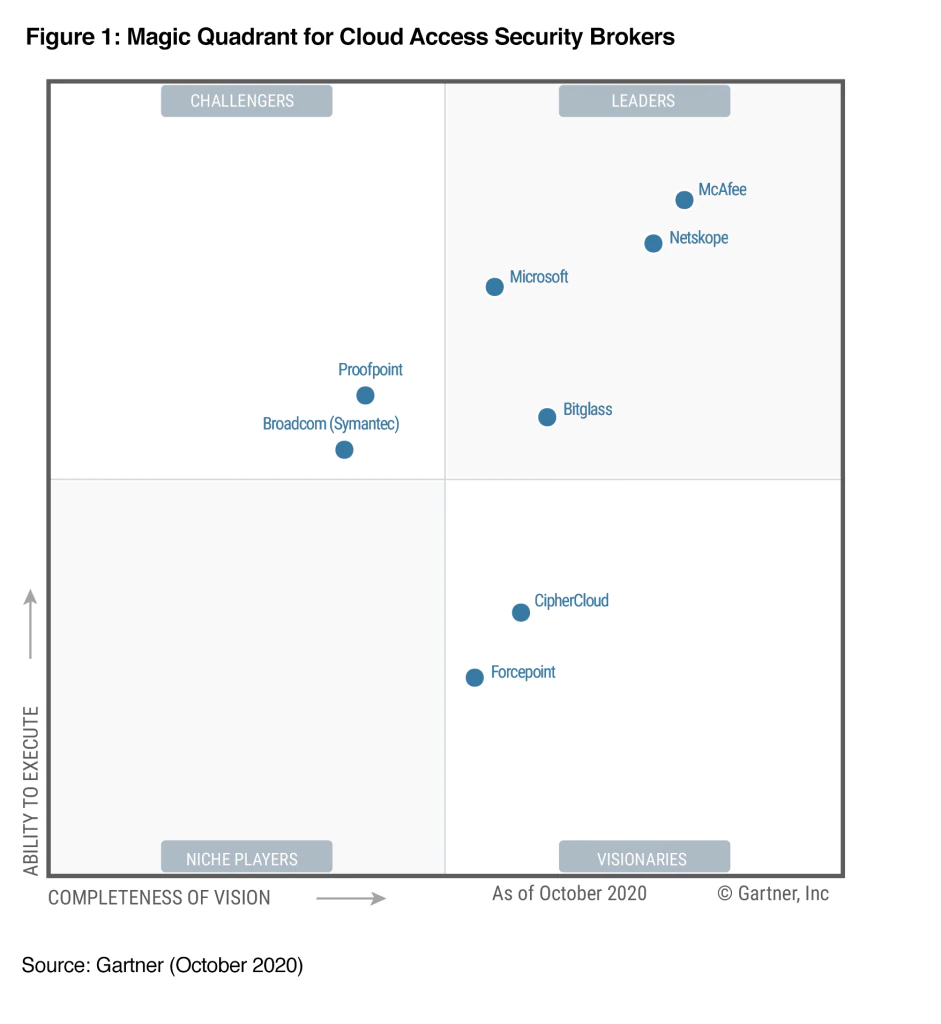 Figure 1: Magic Quadrant for Cloud Access Security Brokers
CHALLENGERS
LEADERS
McAfee
Netskope
Microsoft
Proofpoint
Bitglass
Broadcom (Symantec)
CipherCloud
Forcepoint
ABILITY TO EXECUTE
NICHE PLAYERS
VISIONARIES
COMPLETENESS OF VISION
As of October 2020
© Gartner, Inc
Source: Gartner (October 2020)